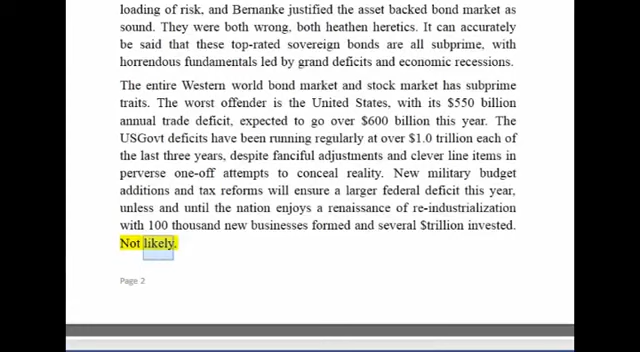 loading of risk, and Bernanke justified the asset backed bond market as
sound. They were both wrong, both heathen heretics. It can accurately
be said that these top-rated sovereign bonds are all subprime, with
horrendous fundamentals led by grand deficits and economic recessions.
The entire Western world bond market and stock market has subprime
traits. The worst offender is the United States, with its $550 billion
annual trade deficit, expected to go over $600 billion this year. The
USGovt deficits have been running regularly at over $1.0 trillion each of
the last three years, despite fanciful adjustments and clever line items in
perverse one-off attempts to conceal reality. New military budget
additions and tax reforms will ensure a larger federal deficit this year,
unless and until the nation enjoys a renaissance of re-industrialization
with 100 thousand new businesses formed and several $trillion invested.
Not likely.
Page 2